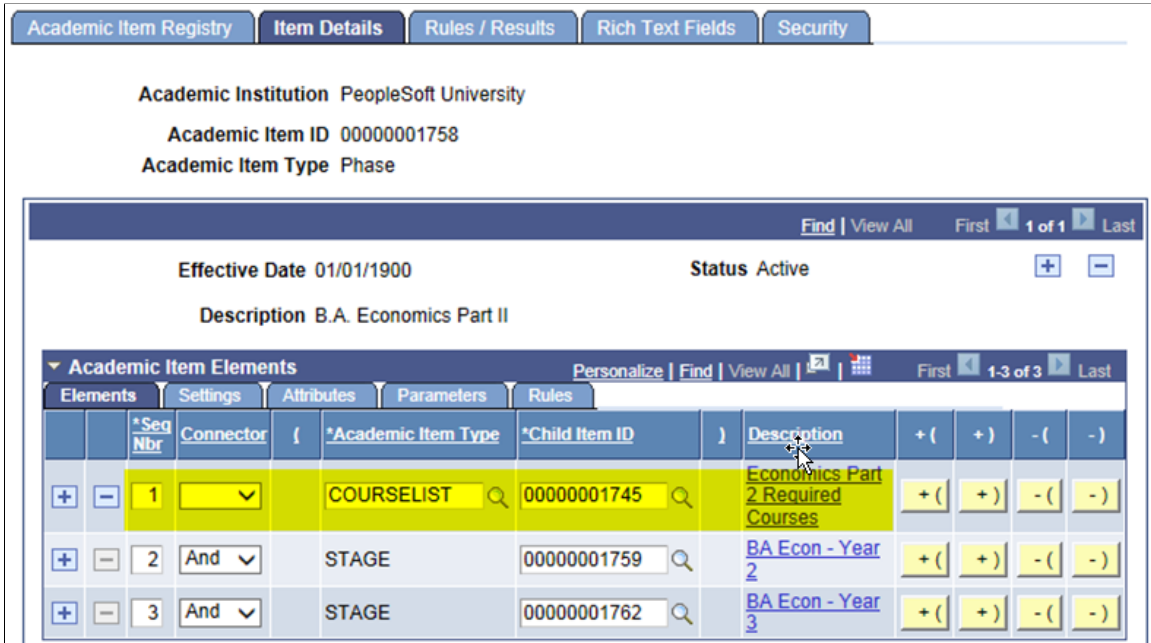 Academic Item Registry Item Details Rules / Results Rich Text Fields Security
Academic Institution PeopleSoft University
Academic Item ID 00000001758
Academic Item Type Phase
Find | View All First 1 of 1 Last
Effective Date 01/01/1900 Status Active + -
Description B.A. Economics Part II
Academic Item Elements Personalize | Find | View All | | First 1-3 of 3 Last
Elements Settings Attributes Parameters Rules
*Seq Nbr Connector ( *Academic Item Type *Child Item ID ) Description + ( + ) - ( - )
+ - 1 COURSELIST 00000001745 Economics Part 2 Required Courses + ( + ) - ( - )
+ - 2 And STAGE 00000001759 BA Econ - Year 2 + ( + ) - ( - )
+ - 3 And STAGE 00000001762 BA Econ - Year 3 + ( + ) - ( - )